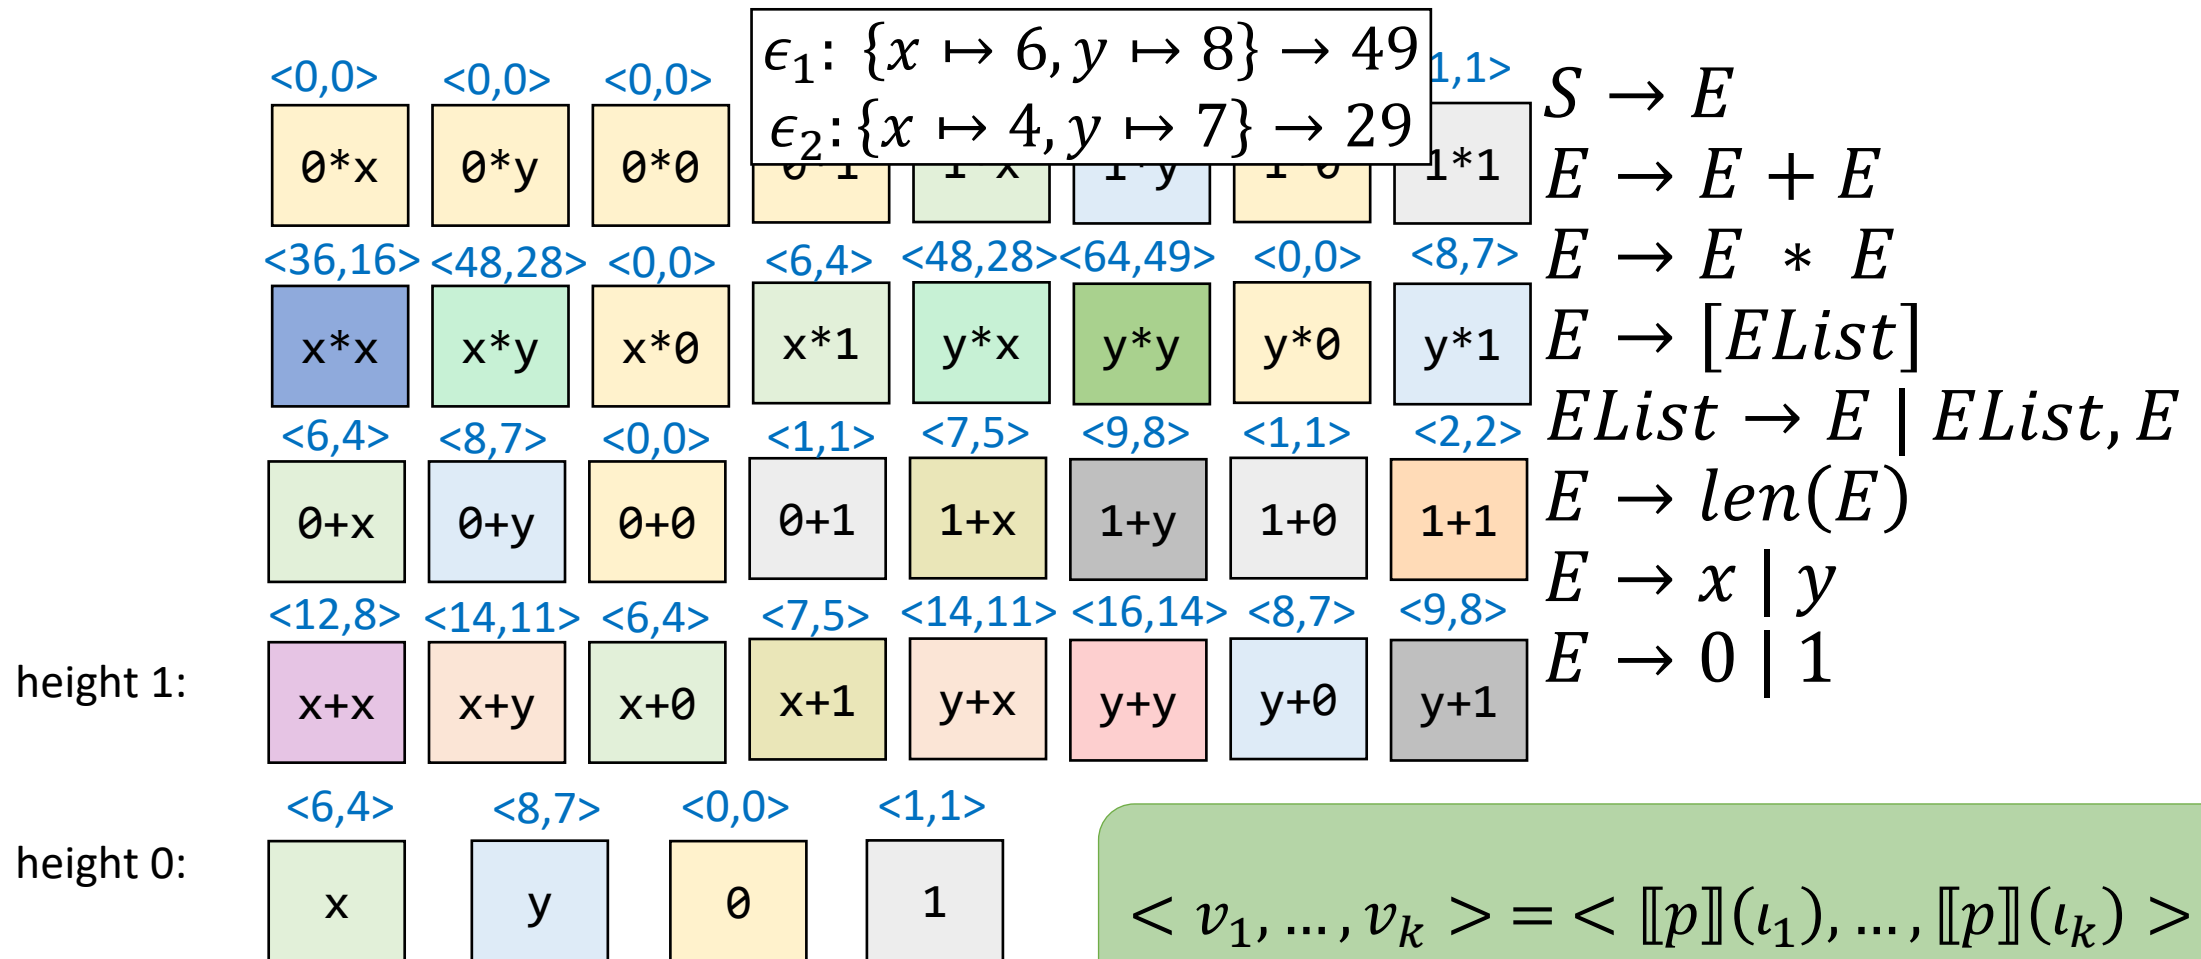 ϵ₁: {x ↦ 6, y ↦ 8} → 49
ϵ₂: {x ↦ 4, y ↦ 7} → 29
<0,0> <0,0> <0,0> 1,1>
0*x 0*y 0*0 0*1 1*x 1*y 1*0 1*1
<36,16> <48,28> <0,0> <6,4> <48,28> <64,49> <0,0> <8,7>
x*x x*y x*0 x*1 y*x y*y y*0 y*1
<6,4> <8,7> <0,0> <1,1> <7,5> <9,8> <1,1> <2,2>
0+x 0+y 0+0 0+1 1+x 1+y 1+0 1+1
<12,8> <14,11> <6,4> <7,5> <14,11> <16,14> <8,7> <9,8>
height 1: x+x x+y x+0 x+1 y+x y+y y+0 y+1
<6,4> <8,7> <0,0> <1,1>
height 0: x y 0 1
S → E
E → E + E
E → E * E
E → [EList]
EList → E | EList, E
E → len(E)
E → x | y
E → 0 | 1
< v₁, … , vₖ > = < ⟦p⟧(ι₁), … , ⟦p⟧(ιₖ) >